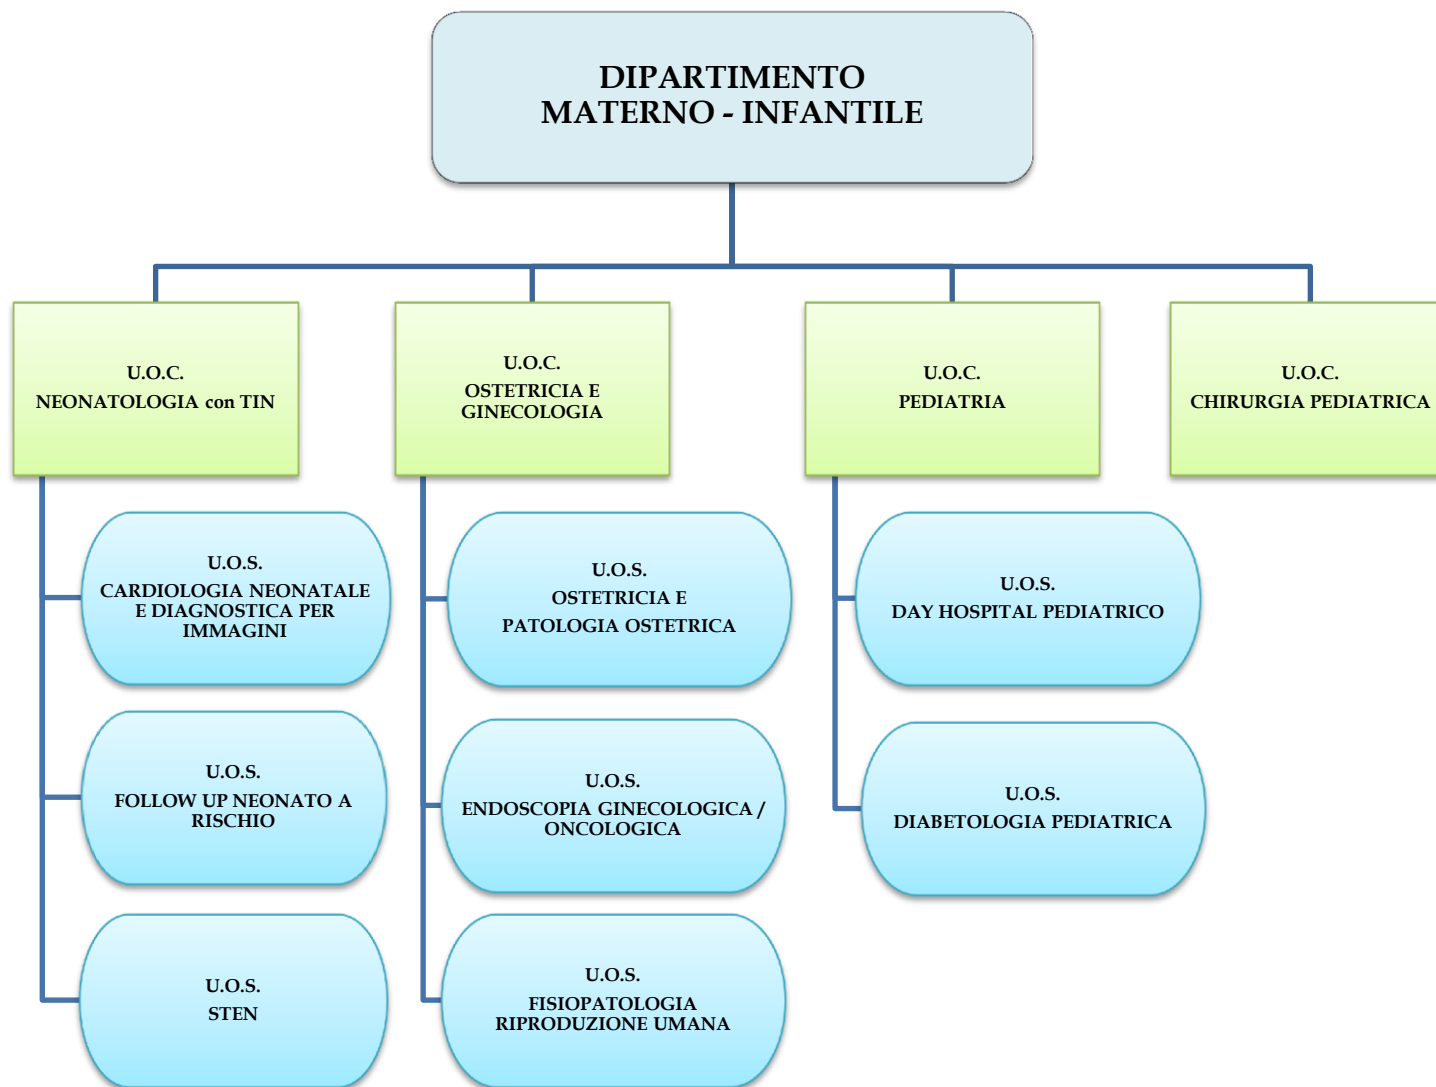 DIPARTIMENTO
MATERNO - INFANTILE
U.O.C.
NEONATOLOGIA con TIN
U.O.C.
OSTETRICIA E
GINECOLOGIA
U.O.C.
PEDIATRIA
U.O.C.
CHIRURGIA PEDIATRICA
U.O.S.
CARDIOLOGIA NEONATALE
E DIAGNOSTICA PER
IMMAGINI
U.O.S.
OSTETRICIA E
PATOLOGIA OSTETRICA
U.O.S.
DAY HOSPITAL PEDIATRICO
U.O.S.
FOLLOW UP NEONATO A
RISCHIO
U.O.S.
ENDOSCOPIA GINECOLOGICA /
ONCOLOGICA
U.O.S.
DIABETOLOGIA PEDIATRICA
U.O.S.
STEN
U.O.S.
FISIOPATOLOGIA
RIPRODUZIONE UMANA